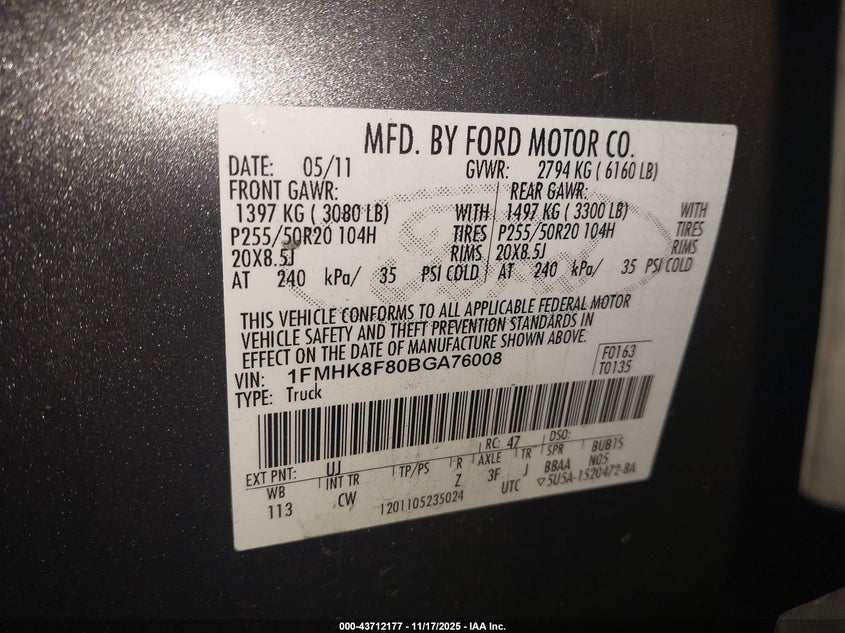 MFD. BY FORD MOTOR CO.
DATE: 05/11 GVWR: 2794 KG ( 6160 LB)
FRONT GAWR: REAR GAWR:
1397 KG ( 3080 LB) WITH 1497 KG ( 3300 LB) WITH
P255/50R20 104H TIRES P255/50R20 104H TIRES
20X8.5J RIMS 20X8.5J RIMS
AT 240 kPa/ 35 PSI COLD AT 240 kPa/ 35 PSI COLD
THIS VEHICLE CONFORMS TO ALL APPLICABLE FEDERAL MOTOR
VEHICLE SAFETY AND THEFT PREVENTION STANDARDS IN
EFFECT ON THE DATE OF MANUFACTURE SHOWN ABOVE.
VIN: 1FMHK8F80BGA76008 F0163
TYPE: Truck T0135
EXT PNT: UJ RC: 47 DSO:
WB INT TR TP/PS R AXLE TR SPR BUB1S
113 CW Z 3F J BBAA N05
1201105235024 UTC ▽5U5A-1520472-BA
000-43712177 - 11/17/2025 - IAA Inc.